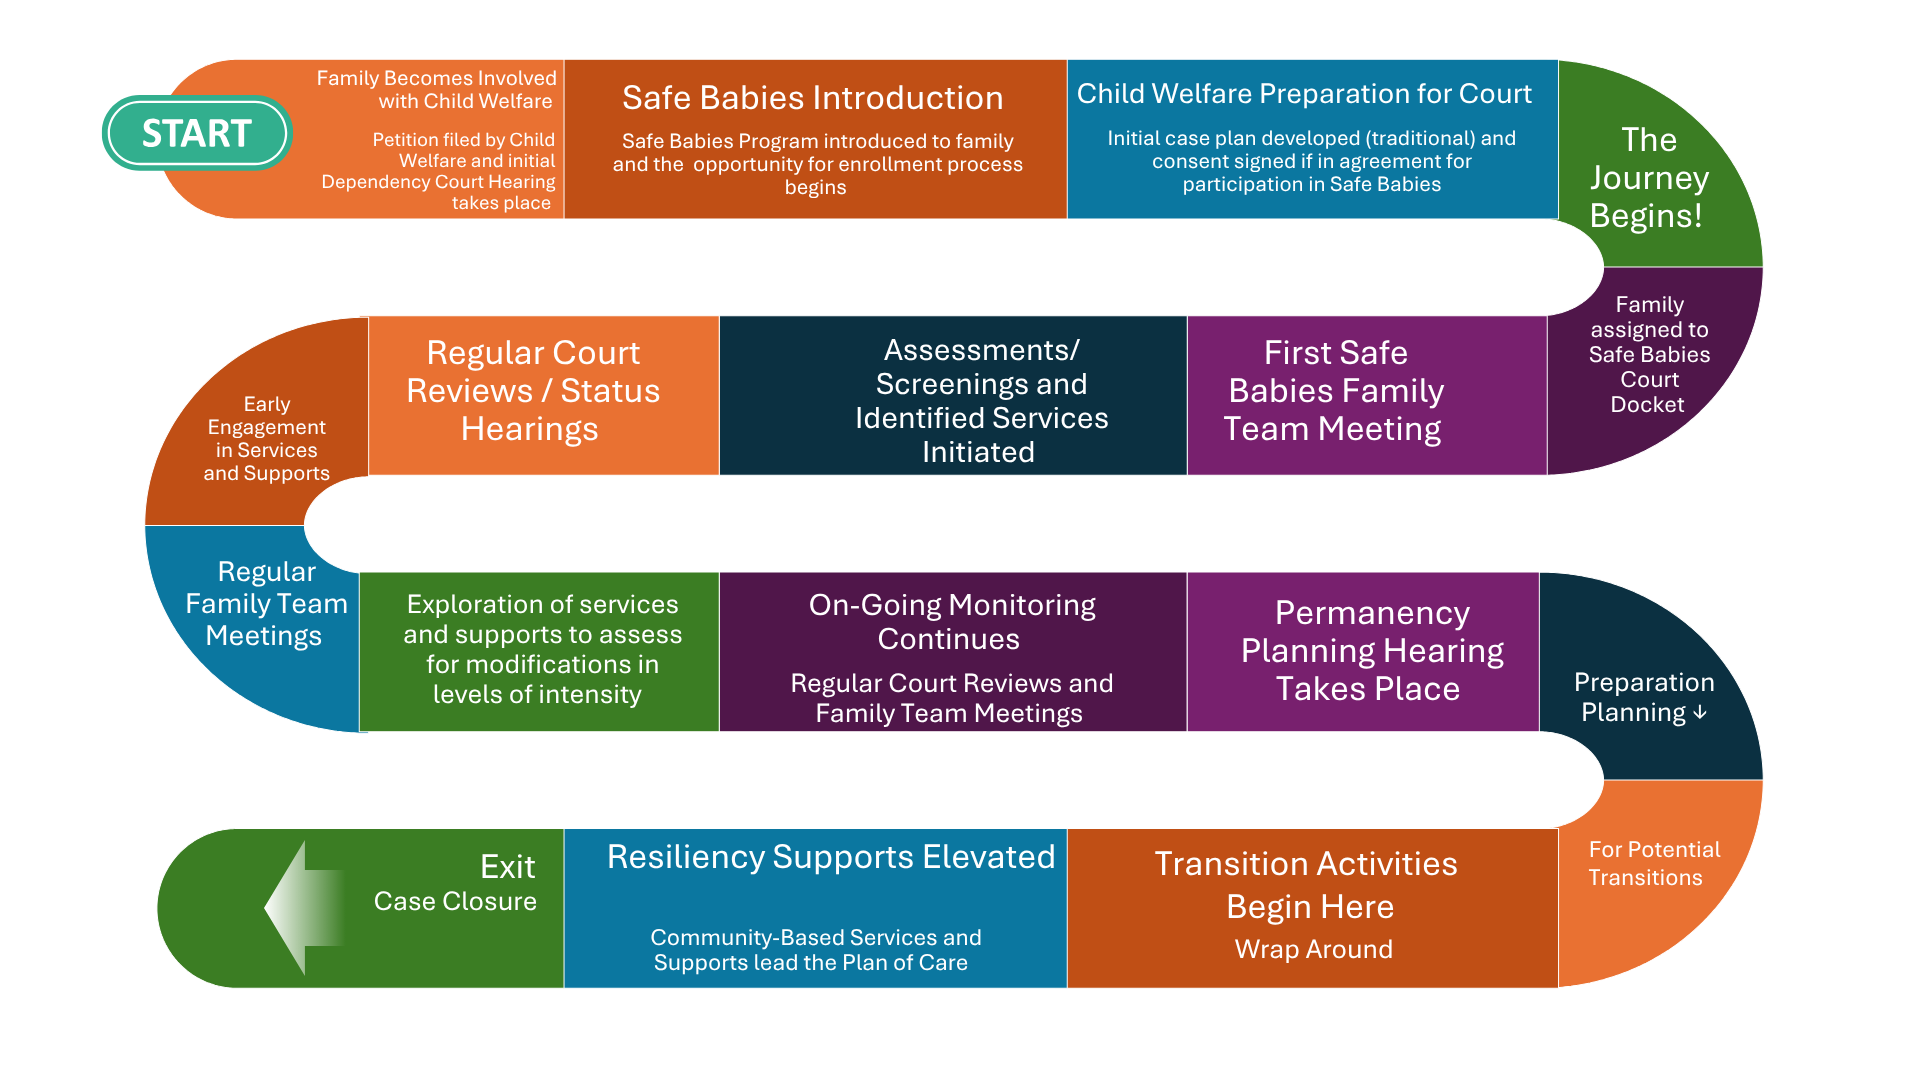 START
Family Becomes Involved
with Child Welfare
Petition filed by Child
Welfare and initial
Dependency Court Hearing
takes place
Safe Babies Introduction
Safe Babies Program introduced to family
and the opportunity for enrollment process
begins
Child Welfare Preparation for Court
Initial case plan developed (traditional) and
consent signed if in agreement for
participation in Safe Babies
The
Journey
Begins!
Family
assigned to
Safe Babies
Court
Docket
First Safe
Babies Family
Team Meeting
Assessments/
Screenings and
Identified Services
Initiated
Regular Court
Reviews / Status
Hearings
Early
Engagement
in Services
and Supports
Regular
Family Team
Meetings
Exploration of services
and supports to assess
for modifications in
levels of intensity
On-Going Monitoring
Continues
Regular Court Reviews and
Family Team Meetings
Permanency
Planning Hearing
Takes Place
Preparation
Planning ↓
For Potential
Transitions
Transition Activities
Begin Here
Wrap Around
Resiliency Supports Elevated
Community-Based Services and
Supports lead the Plan of Care
Exit
Case Closure